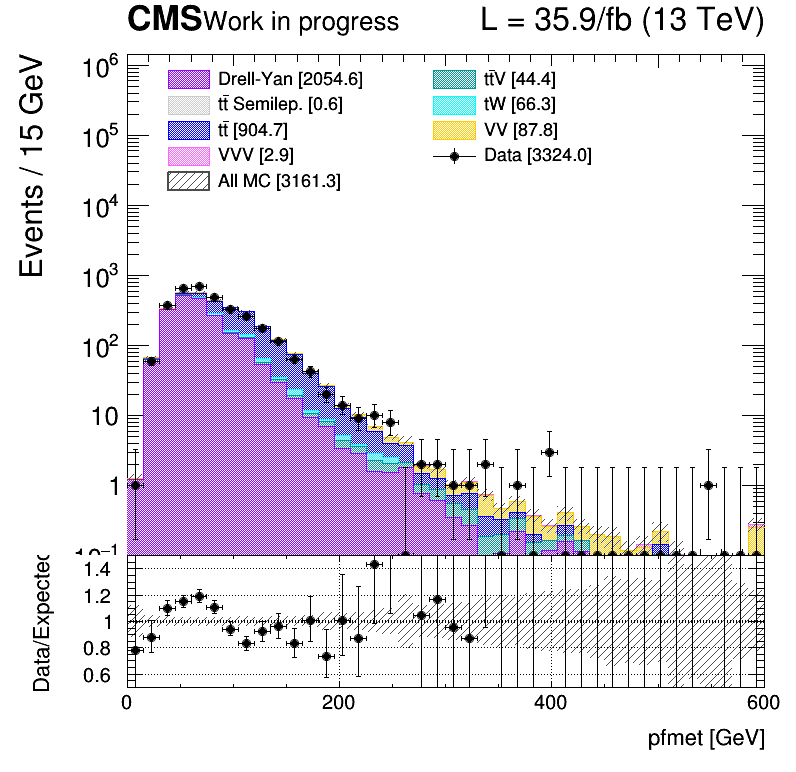 CMS Work in progress L = 35.9/fb (13 TeV)
Events / 15 GeV
Drell-Yan [2054.6]
tt̄ Semilep. [0.6]
tt̄ [904.7]
VVV [2.9]
All MC [3161.3]
tt̄V [44.4]
tW [66.3]
VV [87.8]
Data [3324.0]
10⁶
10⁵
10⁴
10³
10²
10
1
10⁻¹
Data/Expected
1.4
1.2
1
0.8
0.6
0 200 400 600
pfmet [GeV]